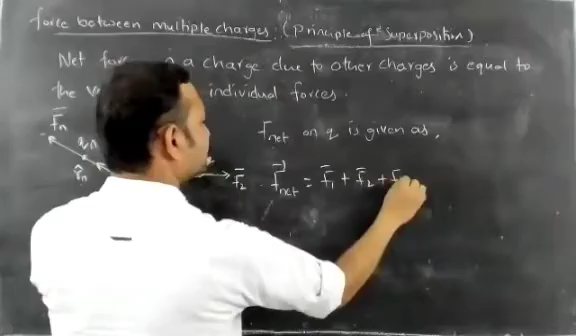 force between multiple charges: (Principle of Superposition)
Net for a charge due to other charges is equal to
the individual forces.
Fnet on q is given as,
F̄n
qn
r̄n
F̄2
F̄net = F̄1 + F̄2 + F